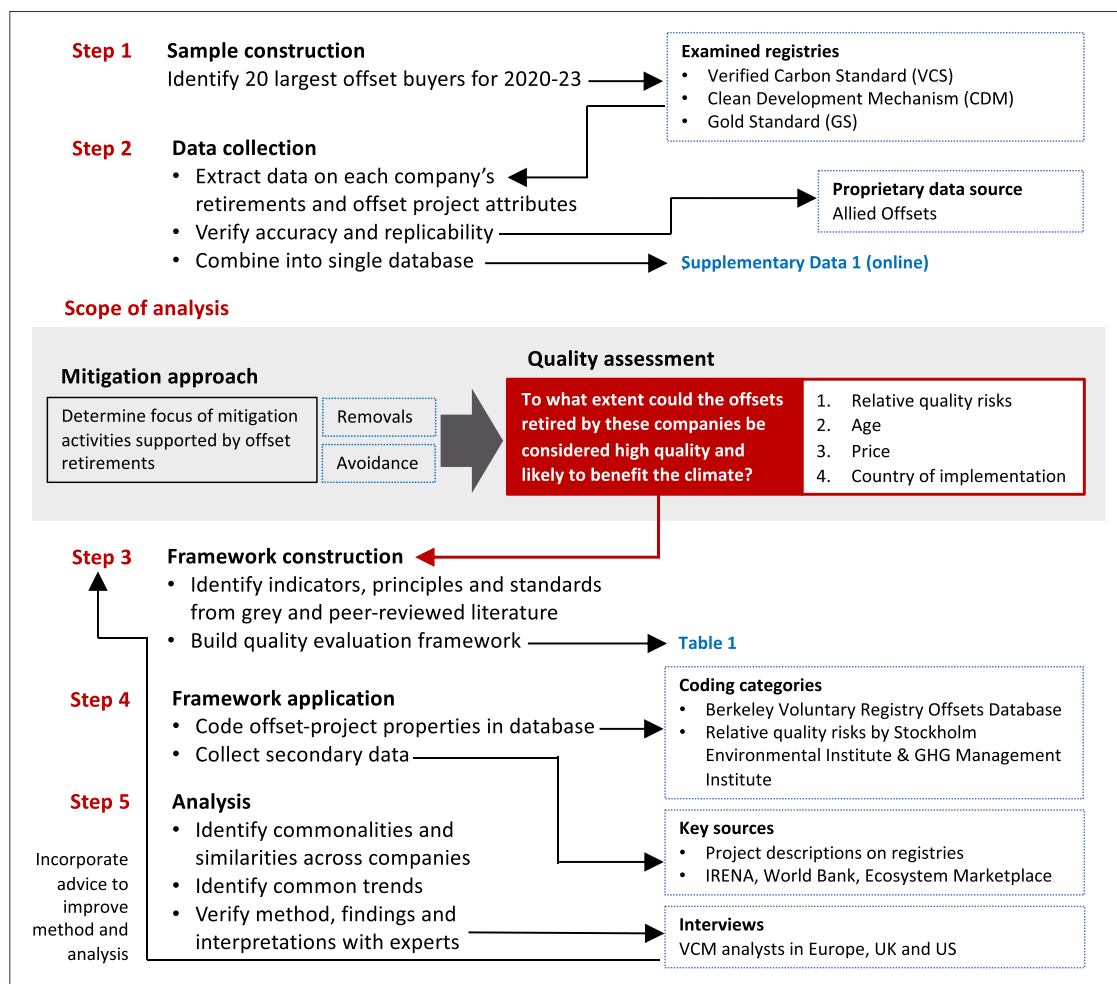 Step 1
Sample construction
Identify 20 largest offset buyers for 2020-23
Examined registries
• Verified Carbon Standard (VCS)
• Clean Development Mechanism (CDM)
• Gold Standard (GS)
Step 2
Data collection
• Extract data on each company's
retirements and offset project attributes
• Verify accuracy and replicability
• Combine into single database
Proprietary data source
Allied Offsets
Supplementary Data 1 (online)
Scope of analysis
Mitigation approach
Determine focus of mitigation
activities supported by offset
retirements
Removals
Avoidance
Quality assessment
To what extent could the offsets
retired by these companies be
considered high quality and
likely to benefit the climate?
1. Relative quality risks
2. Age
3. Price
4. Country of implementation
Step 3
Framework construction
• Identify indicators, principles and standards
from grey and peer-reviewed literature
• Build quality evaluation framework
Table 1
Step 4
Framework application
• Code offset-project properties in database
• Collect secondary data
Coding categories
• Berkeley Voluntary Registry Offsets Database
• Relative quality risks by Stockholm
Environmental Institute & GHG Management
Institute
Step 5
Analysis
• Identify commonalities and
similarities across companies
• Identify common trends
• Verify method, findings and
interpretations with experts
Key sources
• Project descriptions on registries
• IRENA, World Bank, Ecosystem Marketplace
Interviews
VCM analysts in Europe, UK and US
Incorporate
advice to
improve
method and
analysis